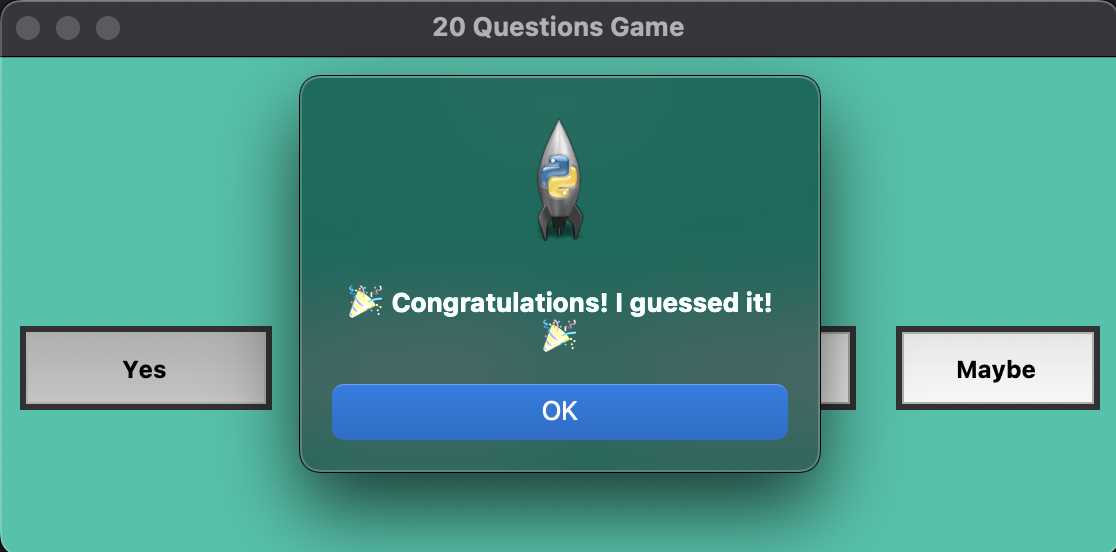 20 Questions Game
🎉 Congratulations! I guessed it!
🎉
OK
Yes
Maybe